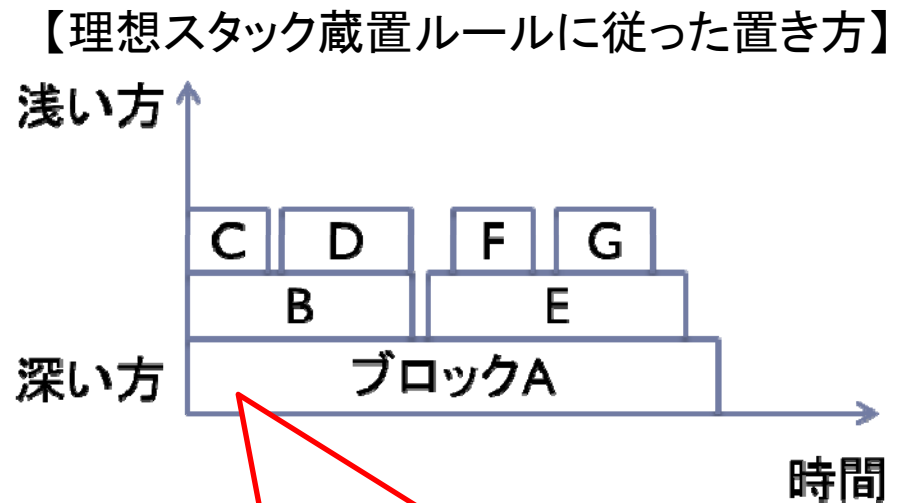 【理想スタック蔵置ルールに従った置き方】
浅い方
C D F G
B E
深い方 ブロックA
時間